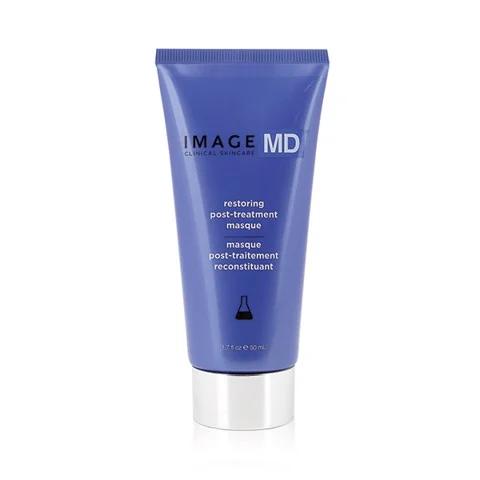 IMAGE MD
CLINICAL SKINCARE
restoring
post-treatment
masque
masque
post-traitement
reconstituant
1.7 fl oz e 50 mL